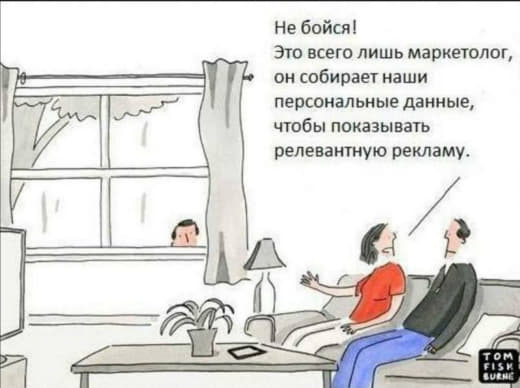 Не бойся!
Это всего лишь маркетолог,
он собирает наши
персональные данные,
чтобы показывать
релевантную рекламу.
TOM
FISH
BURNE